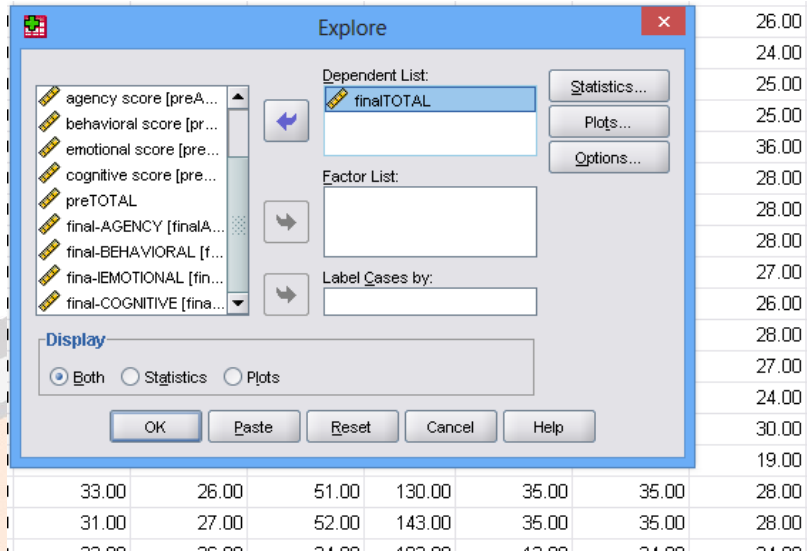 Explore
26.00
24.00
Dependent List:
25.00
agency score [preA...
finalTOTAL
Statistics...
behavioral score [pr...
Plots...
25.00
emotional score [pre...
Options...
36.00
cognitive score [pre...
Factor List:
28.00
preTOTAL
28.00
final-AGENCY [finalA...
28.00
final-BEHAVIORAL [f...
27.00
fina-lEMOTIONAL [fin...
Label Cases by:
final-COGNITIVE [fina...
26.00
Display
28.00
Both Statistics Plots
27.00
24.00
OK Paste Reset Cancel Help
30.00
19.00
33.00 26.00 51.00 130.00 35.00 35.00 28.00
31.00 27.00 52.00 143.00 35.00 35.00 28.00